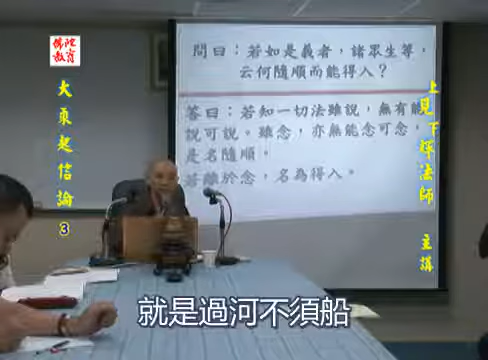 佛陀
教育
大乘起信論 3
問曰：若如是義者，諸眾生等，
云何隨順而能得入？
答曰：若知一切法雖說，無有能
說可說。雖念，亦無能念可念，
是名隨順。
若離於念，名為得入。
上見下輝法師 主講
就是過河不須船